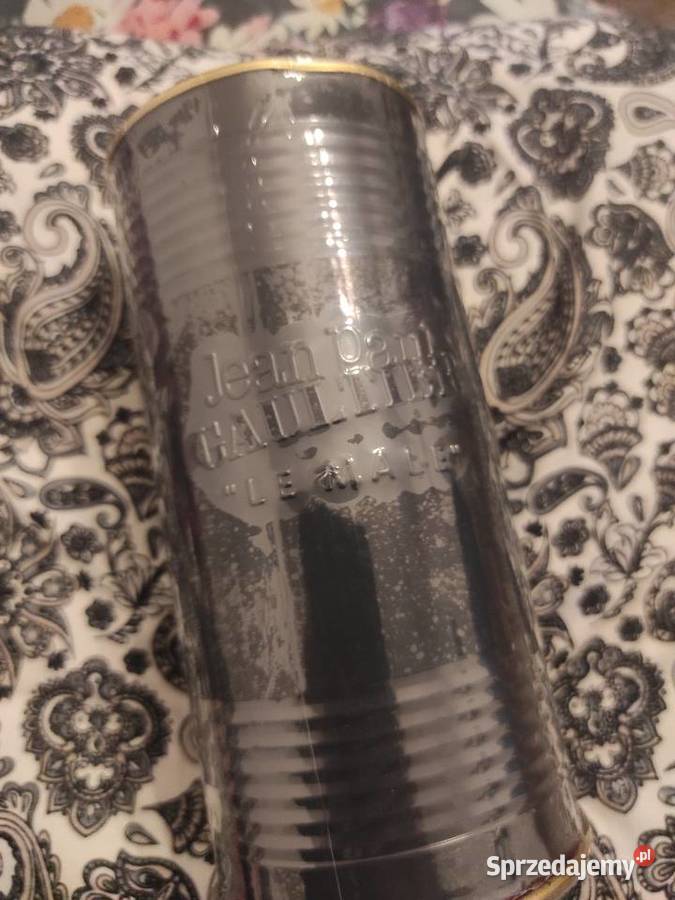 Jean Paul
GAULTIER
"LE MALE"
Sprzedajemy.pl